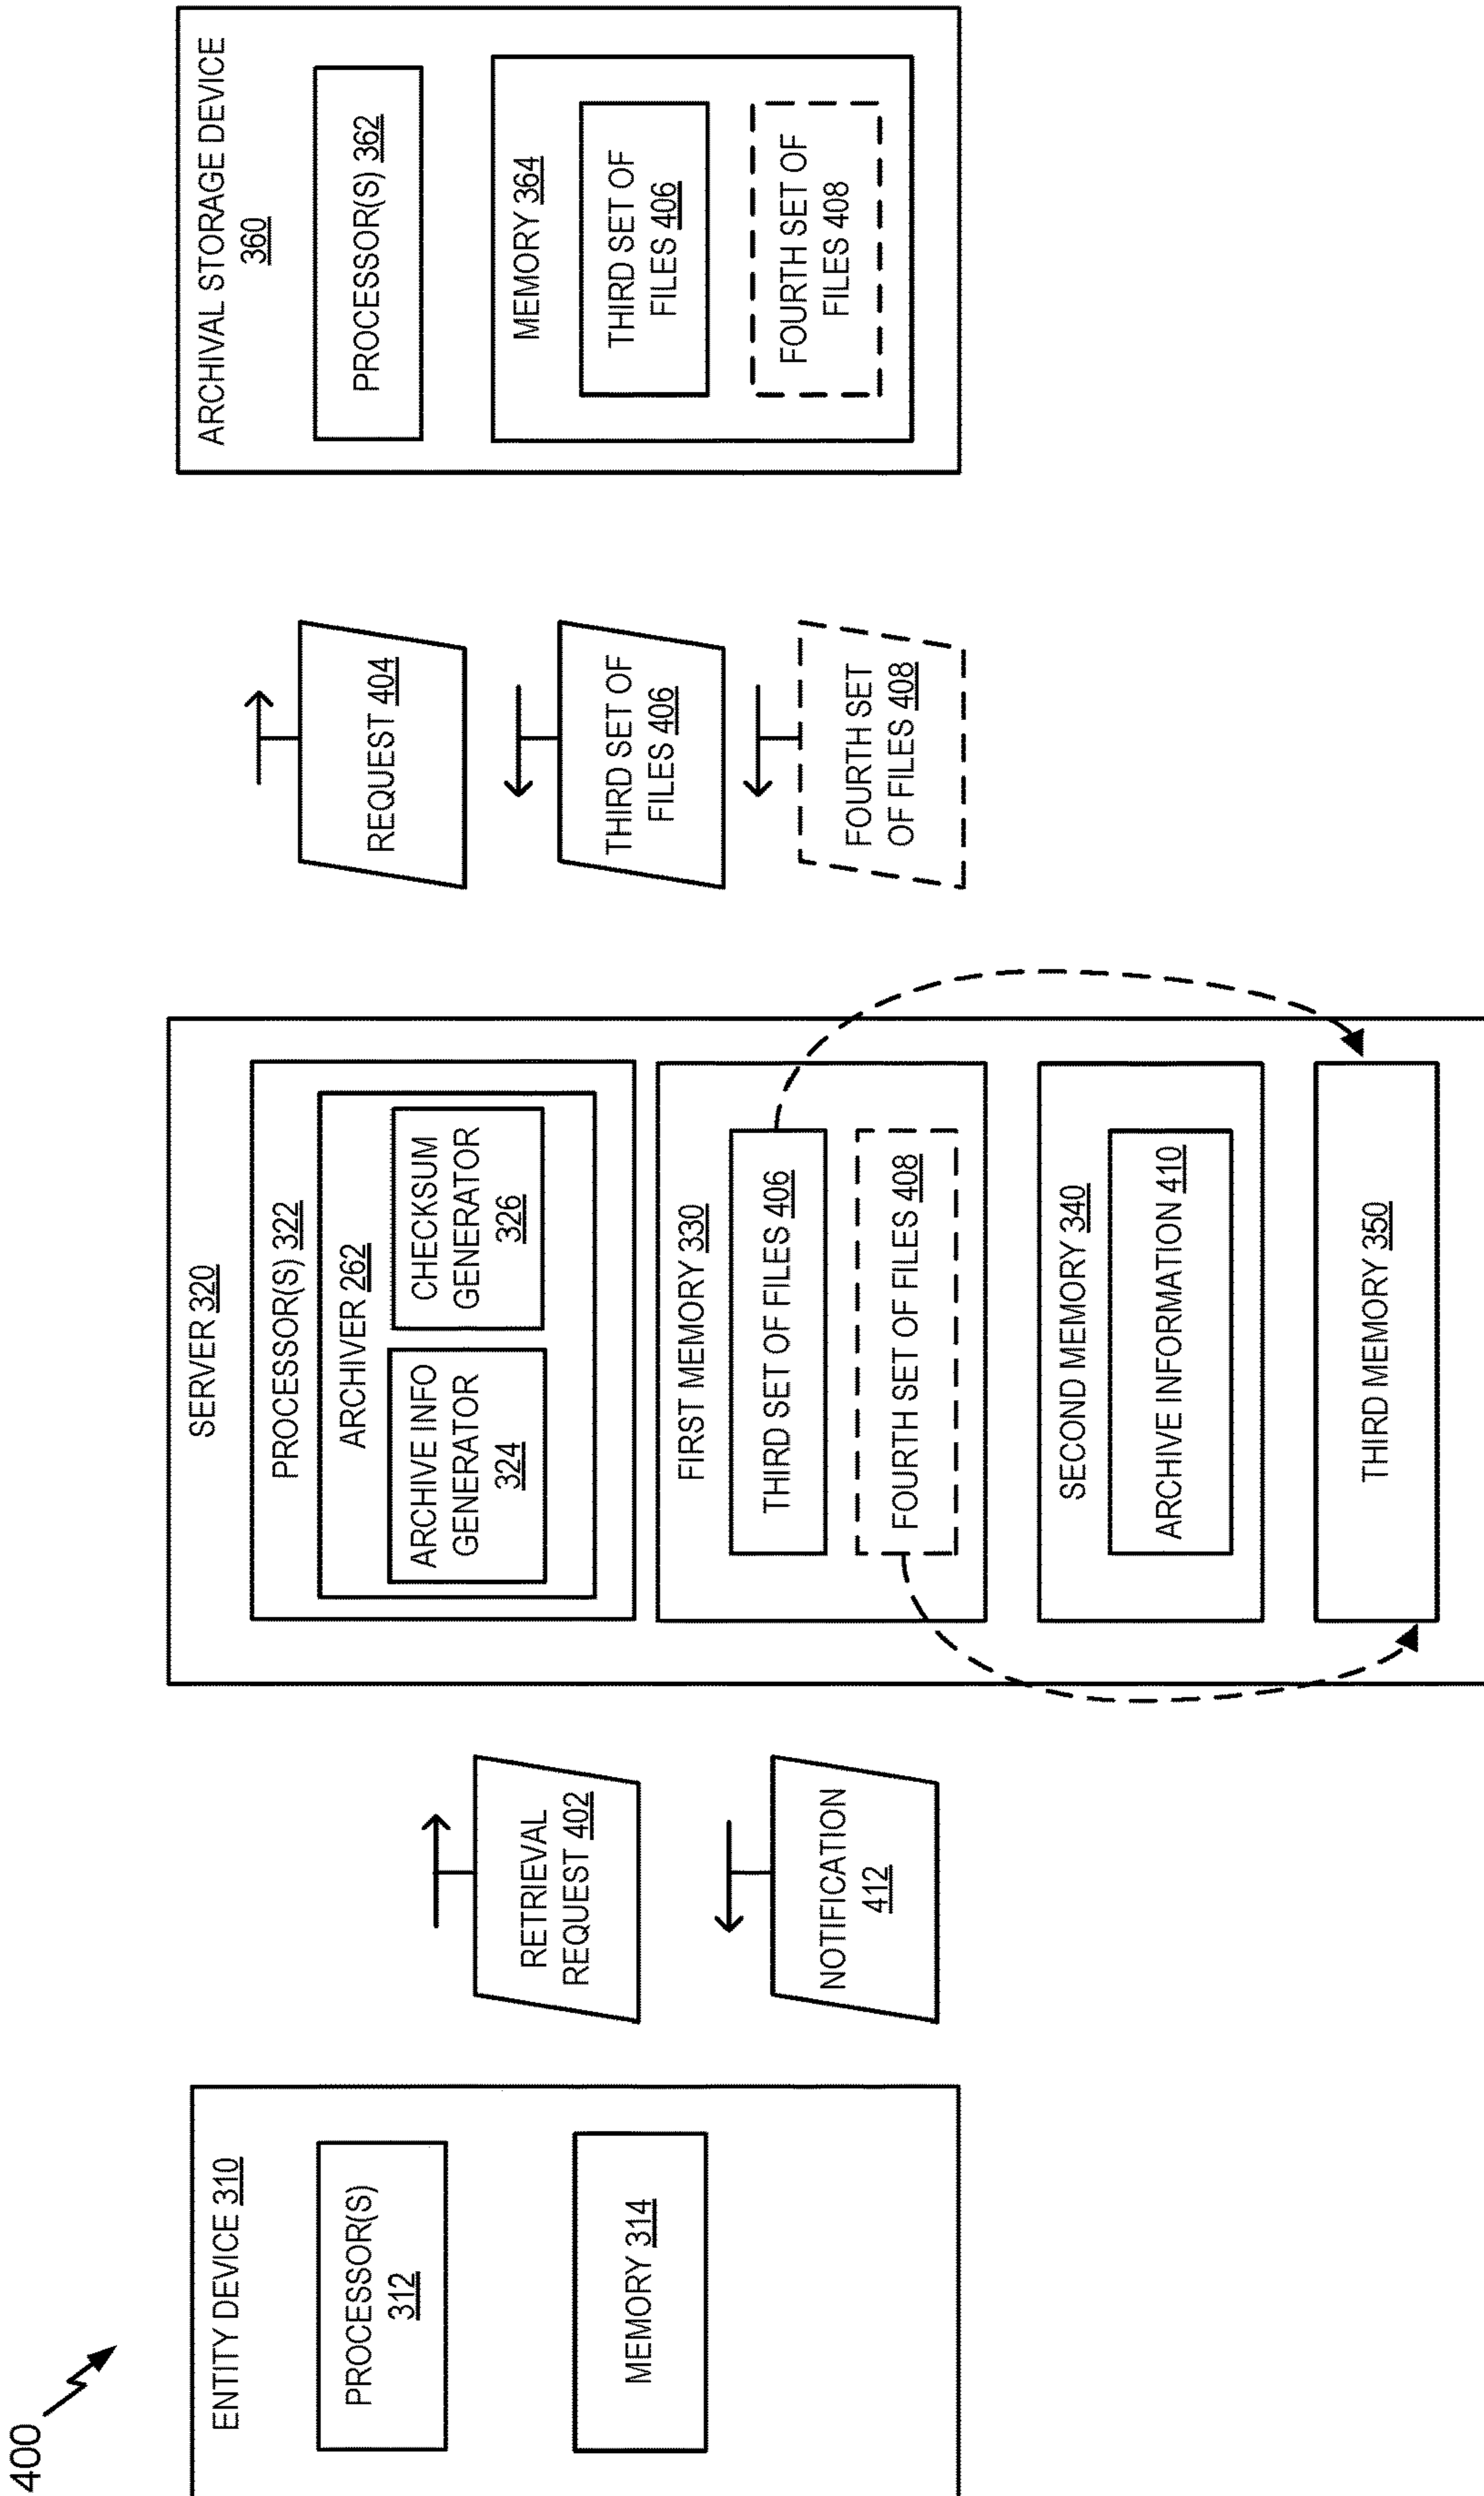 400
ENTITY DEVICE 310
PROCESSOR(S)
312
MEMORY 314
RETRIEVAL
REQUEST 402
NOTIFICATION
412
SERVER 320
PROCESSOR(S) 322
ARCHIVER 262
ARCHIVE INFO
GENERATOR
324
CHECKSUM
GENERATOR
326
FIRST MEMORY 330
THIRD SET OF FILES 406
FOURTH SET OF FILES 408
SECOND MEMORY 340
ARCHIVE INFORMATION 410
THIRD MEMORY 350
REQUEST 404
THIRD SET OF
FILES 406
FOURTH SET
OF FILES 408
ARCHIVAL STORAGE DEVICE
360
PROCESSOR(S) 362
MEMORY 364
THIRD SET OF
FILES 406
FOURTH SET OF
FILES 408